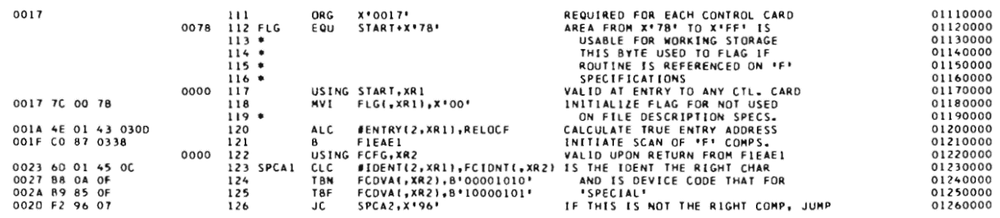 0017 111 ORG X'0017' REQUIRED FOR EACH CONTROL CARD 01110000
0078 112 FLG EQU START+X'78' AREA FROM X'78' TO X'FF' IS 01120000
113 * USABLE FOR WORKING STORAGE 01130000
114 * THIS BYTE USED TO FLAG IF 01140000
115 * ROUTINE IS REFERENCED ON 'F' 01150000
116 * SPECIFICATIONS 01160000
0000 117 USING START,XR1 VALID AT ENTRY TO ANY CTL. CARD 01170000
0017 7C 00 78 118 MVI FLG(,XR1),X'00' INITIALIZE FLAG FOR NOT USED 01180000
119 * ON FILE DESCRIPTION SPECS. 01190000
001A 4E 01 43 030D 120 ALC #ENTRY(2,XR1),RELOCF CALCULATE TRUE ENTRY ADDRESS 01200000
001F C0 87 0338 121 B F1EAE1 INITIATE SCAN OF 'F' COMPS. 01210000
0000 122 USING FCFG,XR2 VALID UPON RETURN FROM F1EAE1 01220000
0023 6D 01 45 0C 123 SPCA1 CLC #IDENT(2,XR1),FCIDNT(,XR2) IS THE IDENT THE RIGHT CHAR 01230000
0027 B8 0A 0F 124 TBN FCDVA(,XR2),B'00001010' AND IS DEVICE CODE THAT FOR 01240000
002A B9 85 0F 125 TBF FCDVA(,XR2),B'10000101' 'SPECIAL' 01250000
002D F2 96 07 126 JC SPCA2,X'96' IF THIS IS NOT THE RIGHT COMP, JUMP 01260000